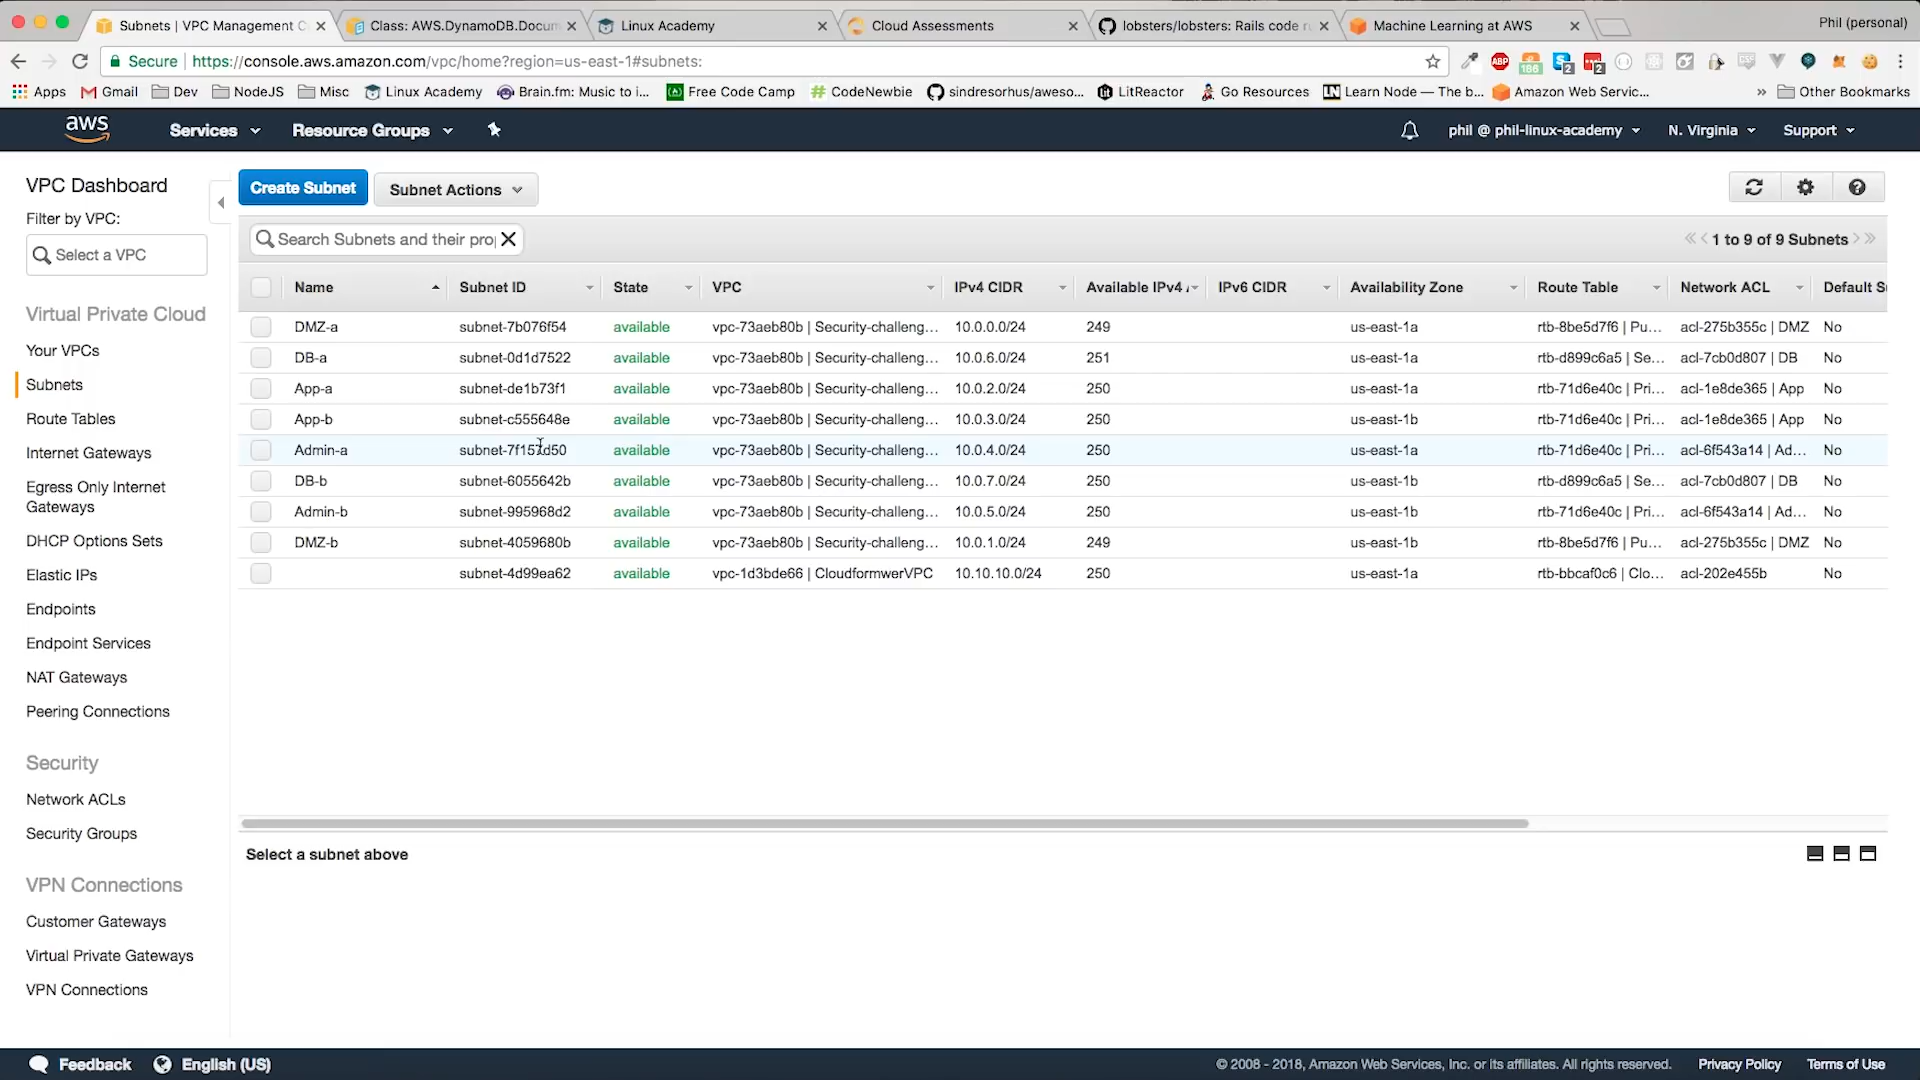 Subnets | VPC Management C
Class: AWS.DynamoDB.Docum
Linux Academy
Cloud Assessments
lobsters/lobsters: Rails code ru
Machine Learning at AWS
Phil (personal)
Secure
https://console.aws.amazon.com/vpc/home?region=us-east-1#subnets:
ABP
186
2
2
Apps
Gmail
Dev
NodeJS
Misc
Linux Academy
Brain.fm: Music to i...
Free Code Camp
CodeNewbie
sindresorhus/aweso...
LitReactor
Go Resources
Learn Node — The b...
Amazon Web Servic...
»
Other Bookmarks
aws
Services
Resource Groups
phil @ phil-linux-academy
N. Virginia
Support
VPC Dashboard
Filter by VPC:
Select a VPC
Virtual Private Cloud
Your VPCs
Subnets
Route Tables
Internet Gateways
Egress Only Internet
Gateways
DHCP Options Sets
Elastic IPs
Endpoints
Endpoint Services
NAT Gateways
Peering Connections
Security
Network ACLs
Security Groups
VPN Connections
Customer Gateways
Virtual Private Gateways
VPN Connections
Create Subnet
Subnet Actions
Search Subnets and their pro
1 to 9 of 9 Subnets
Name Subnet ID State VPC IPv4 CIDR Available IPv4 IPv6 CIDR Availability Zone Route Table Network ACL Default S
DMZ-a subnet-7b076f54 available vpc-73aeb80b | Security-challeng... 10.0.0.0/24 249 us-east-1a rtb-8be5d7f6 | Pu... acl-275b355c | DMZ No
DB-a subnet-0d1d7522 available vpc-73aeb80b | Security-challeng... 10.0.6.0/24 251 us-east-1a rtb-d899c6a5 | Se... acl-7cb0d807 | DB No
App-a subnet-de1b73f1 available vpc-73aeb80b | Security-challeng... 10.0.2.0/24 250 us-east-1a rtb-71d6e40c | Pri... acl-1e8de365 | App No
App-b subnet-c555648e available vpc-73aeb80b | Security-challeng... 10.0.3.0/24 250 us-east-1b rtb-71d6e40c | Pri... acl-1e8de365 | App No
Admin-a available vpc-73aeb80b | Security-challeng... 10.0.4.0/24 250 us-east-1a rtb-71d6e40c | Pri... acl-6f543a14 | Ad... No
DB-b subnet-6055642b available vpc-73aeb80b | Security-challeng... 10.0.7.0/24 250 us-east-1b rtb-d899c6a5 | Se... acl-7cb0d807 | DB No
Admin-b subnet-995968d2 available vpc-73aeb80b | Security-challeng... 10.0.5.0/24 250 us-east-1b rtb-71d6e40c | Pri... acl-6f543a14 | Ad... No
DMZ-b subnet-4059680b available vpc-73aeb80b | Security-challeng... 10.0.1.0/24 249 us-east-1b rtb-8be5d7f6 | Pu... acl-275b355c | DMZ No
subnet-4d99ea62 available vpc-1d3bde66 | CloudformwerVPC 10.10.10.0/24 250 us-east-1a rtb-bbcaf0c6 | Clo... acl-202e455b No
Select a subnet above
Feedback
English (US)
© 2008 - 2018, Amazon Web Services, Inc. or its affiliates. All rights reserved.
Privacy Policy
Terms of Use